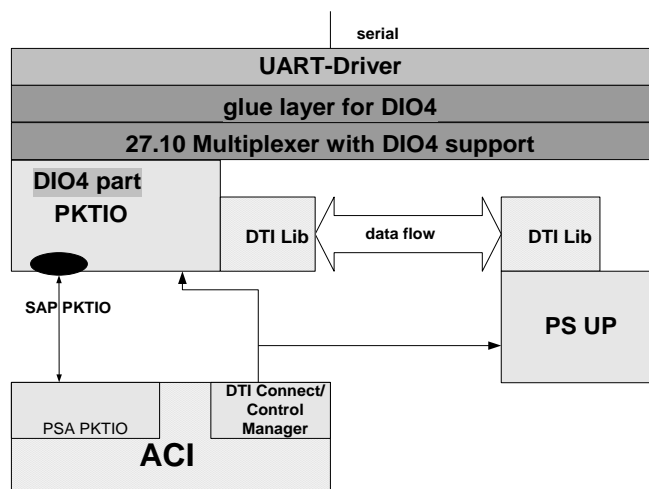 serial
UART-Driver
glue layer for DIO4
27.10 Multiplexer with DIO4 support
DIO4 part
PKTIO
DTI Lib
data flow
DTI Lib
SAP PKTIO
PS UP
PSA PKTIO
DTI Connect/
Control
Manager
ACI